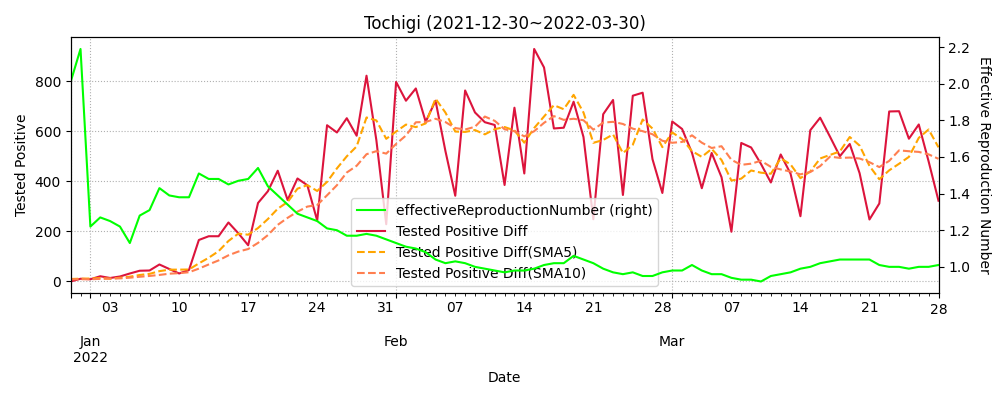 Tochigi (2021-12-30~2022-03-30)
Tested Positive
800
600
400
200
0
2.2
2.0
1.8
1.6
1.4
1.2
1.0
Effective Reproduction Number
effectiveReproductionNumber (right)
Tested Positive Diff
Tested Positive Diff(SMA5)
Tested Positive Diff(SMA10)
03 10 17 24 31 07 14 21 28 07 14 21 28
Jan Feb Mar
2022
Date